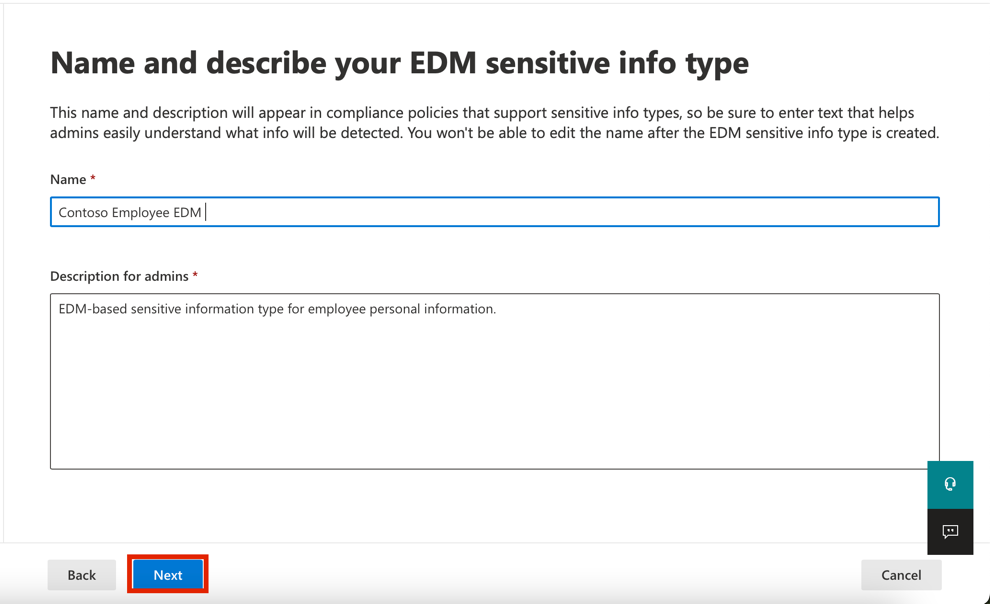 Name and describe your EDM sensitive info type
This name and description will appear in compliance policies that support sensitive info types, so be sure to enter text that helps
admins easily understand what info will be detected. You won't be able to edit the name after the EDM sensitive info type is created.
Name *
Contoso Employee EDM
Description for admins *
EDM-based sensitive information type for employee personal information.
Back
Next
Cancel